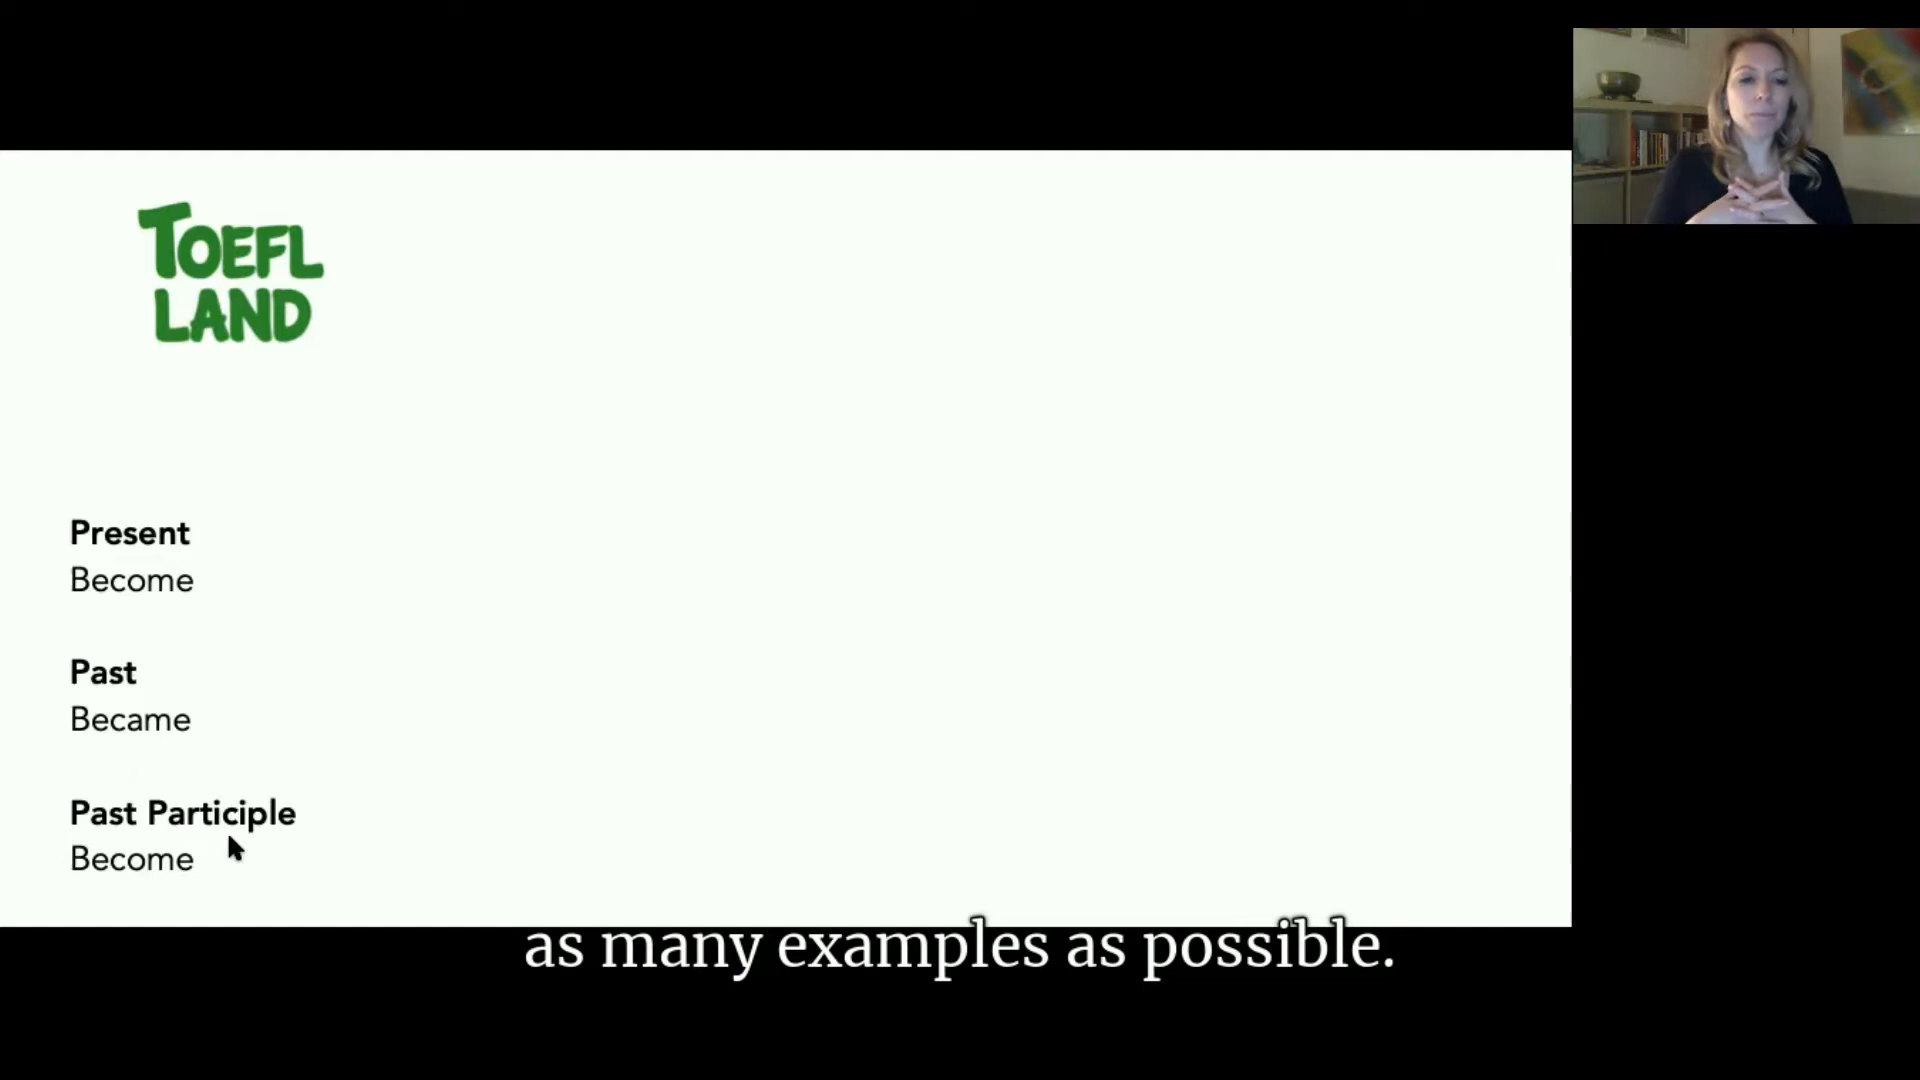 TOEFL
LAND
Present
Become
Past
Became
Past Participle
Become
as many examples as possible.